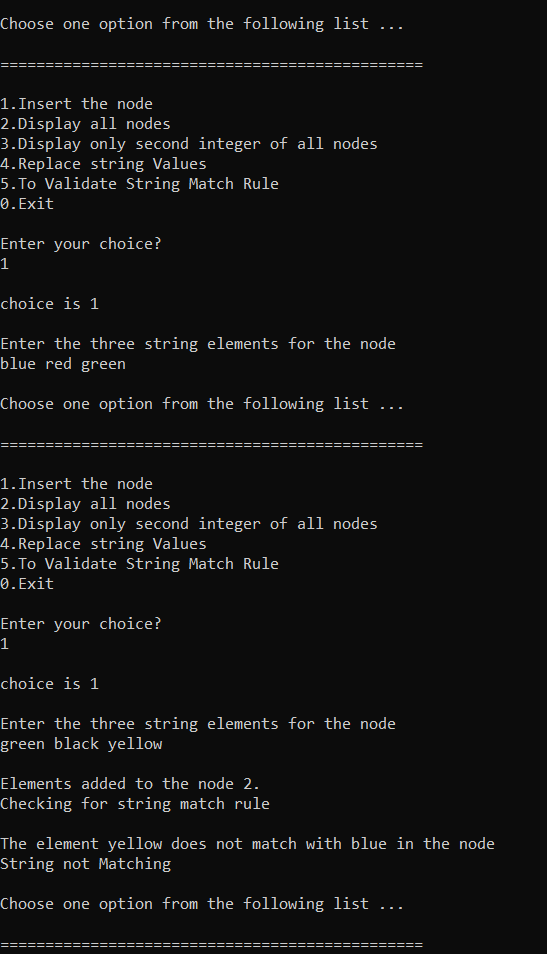 Choose one option from the following list ...
===============================================
1.Insert the node
2.Display all nodes
3.Display only second integer of all nodes
4.Replace string Values
5.To Validate String Match Rule
0.Exit
Enter your choice?
1
choice is 1
Enter the three string elements for the node
blue red green
Choose one option from the following list ...
===============================================
1.Insert the node
2.Display all nodes
3.Display only second integer of all nodes
4.Replace string Values
5.To Validate String Match Rule
0.Exit
Enter your choice?
1
choice is 1
Enter the three string elements for the node
green black yellow
Elements added to the node 2.
Checking for string match rule
The element yellow does not match with blue in the node
String not Matching
Choose one option from the following list ...
===============================================